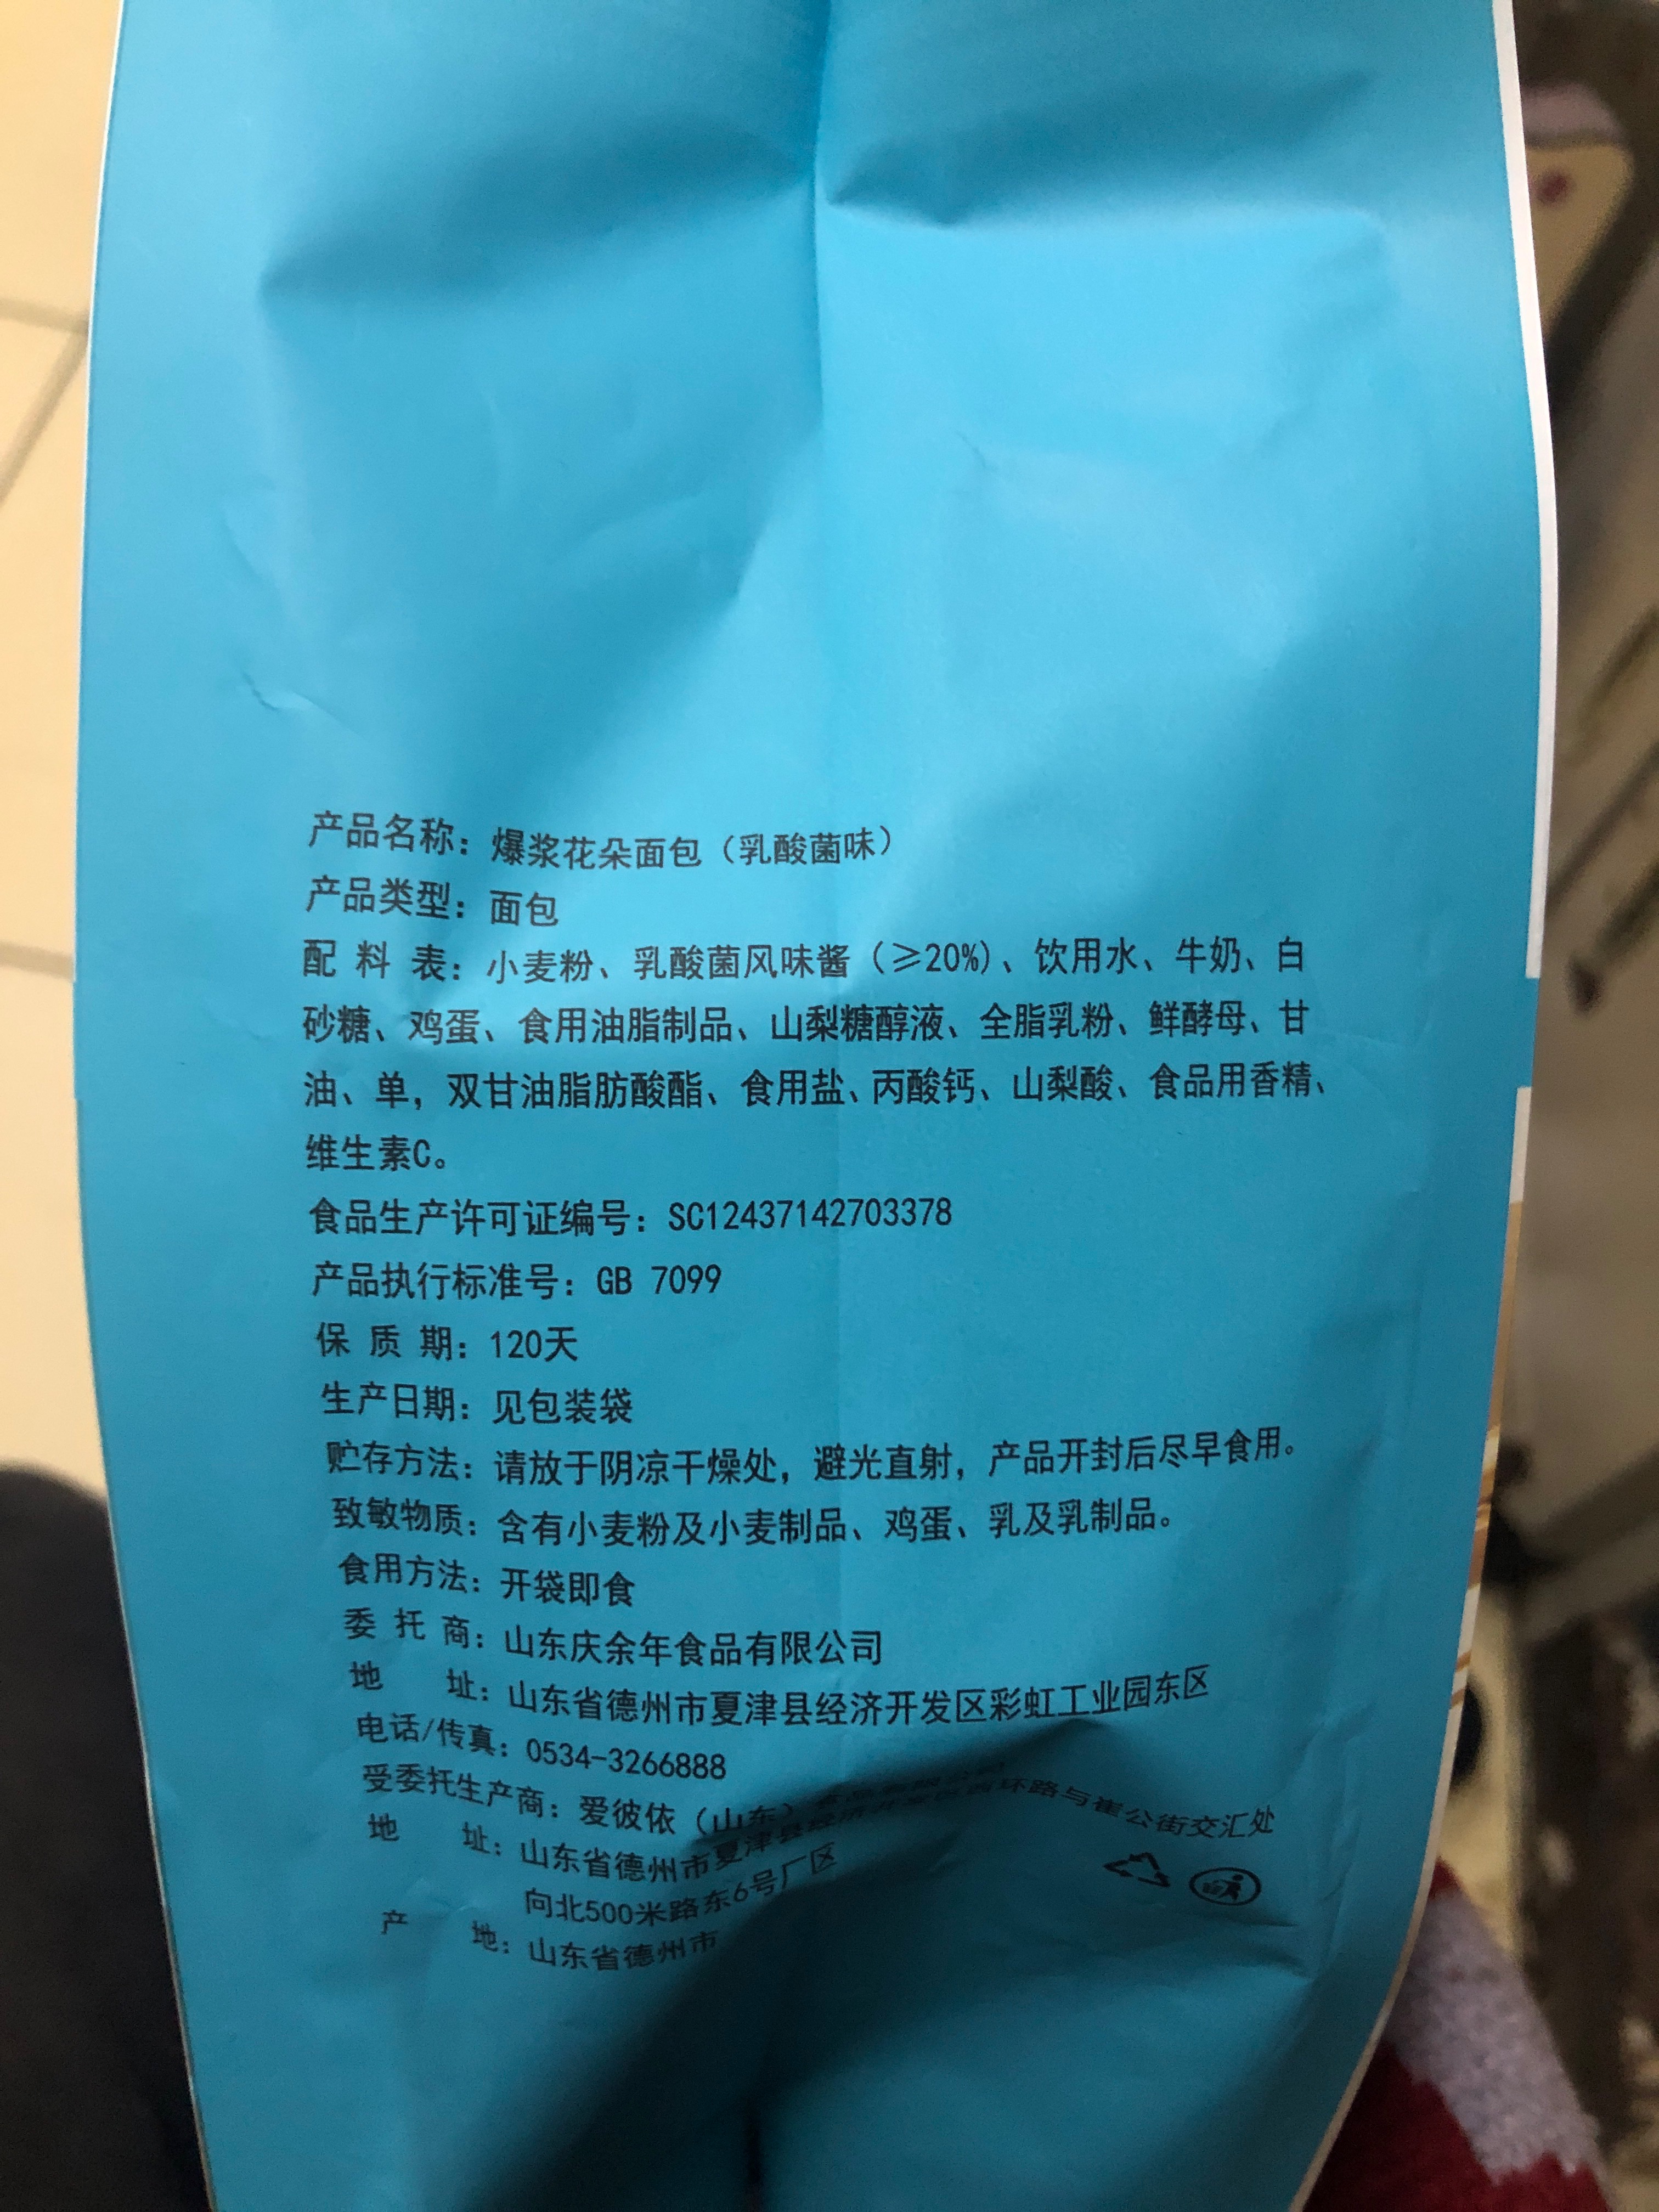 产品名称：爆浆花朵面包（乳酸菌味）
产品类型：面包
配 料 表：小麦粉、乳酸菌风味酱（≥20%）、饮用水、牛奶、白
砂糖、鸡蛋、食用油脂制品、山梨糖醇液、全脂乳粉、鲜酵母、甘
油、单，双甘油脂肪酸酯、食用盐、丙酸钙、山梨酸、食品用香精、
维生素C。
食品生产许可证编号：SC12437142703378
产品执行标准号：GB 7099
保 质 期：120天
生产日期：见包装袋
贮存方法：请放于阴凉干燥处，避光直射，产品开封后尽早食用。
致敏物质：含有小麦粉及小麦制品、鸡蛋、乳及乳制品。
食用方法：开袋即食
委 托 商：山东庆余年食品有限公司
地 址：山东省德州市夏津县经济开发区彩虹工业园东区
电话/传真：0534-3266888
受委托生产商：爱彼依（山东）食品有限公司
地 址：山东省德州市夏津县经济开发区西环路与崔公街交汇处
向北500米路东6号厂区
产 地：山东省德州市